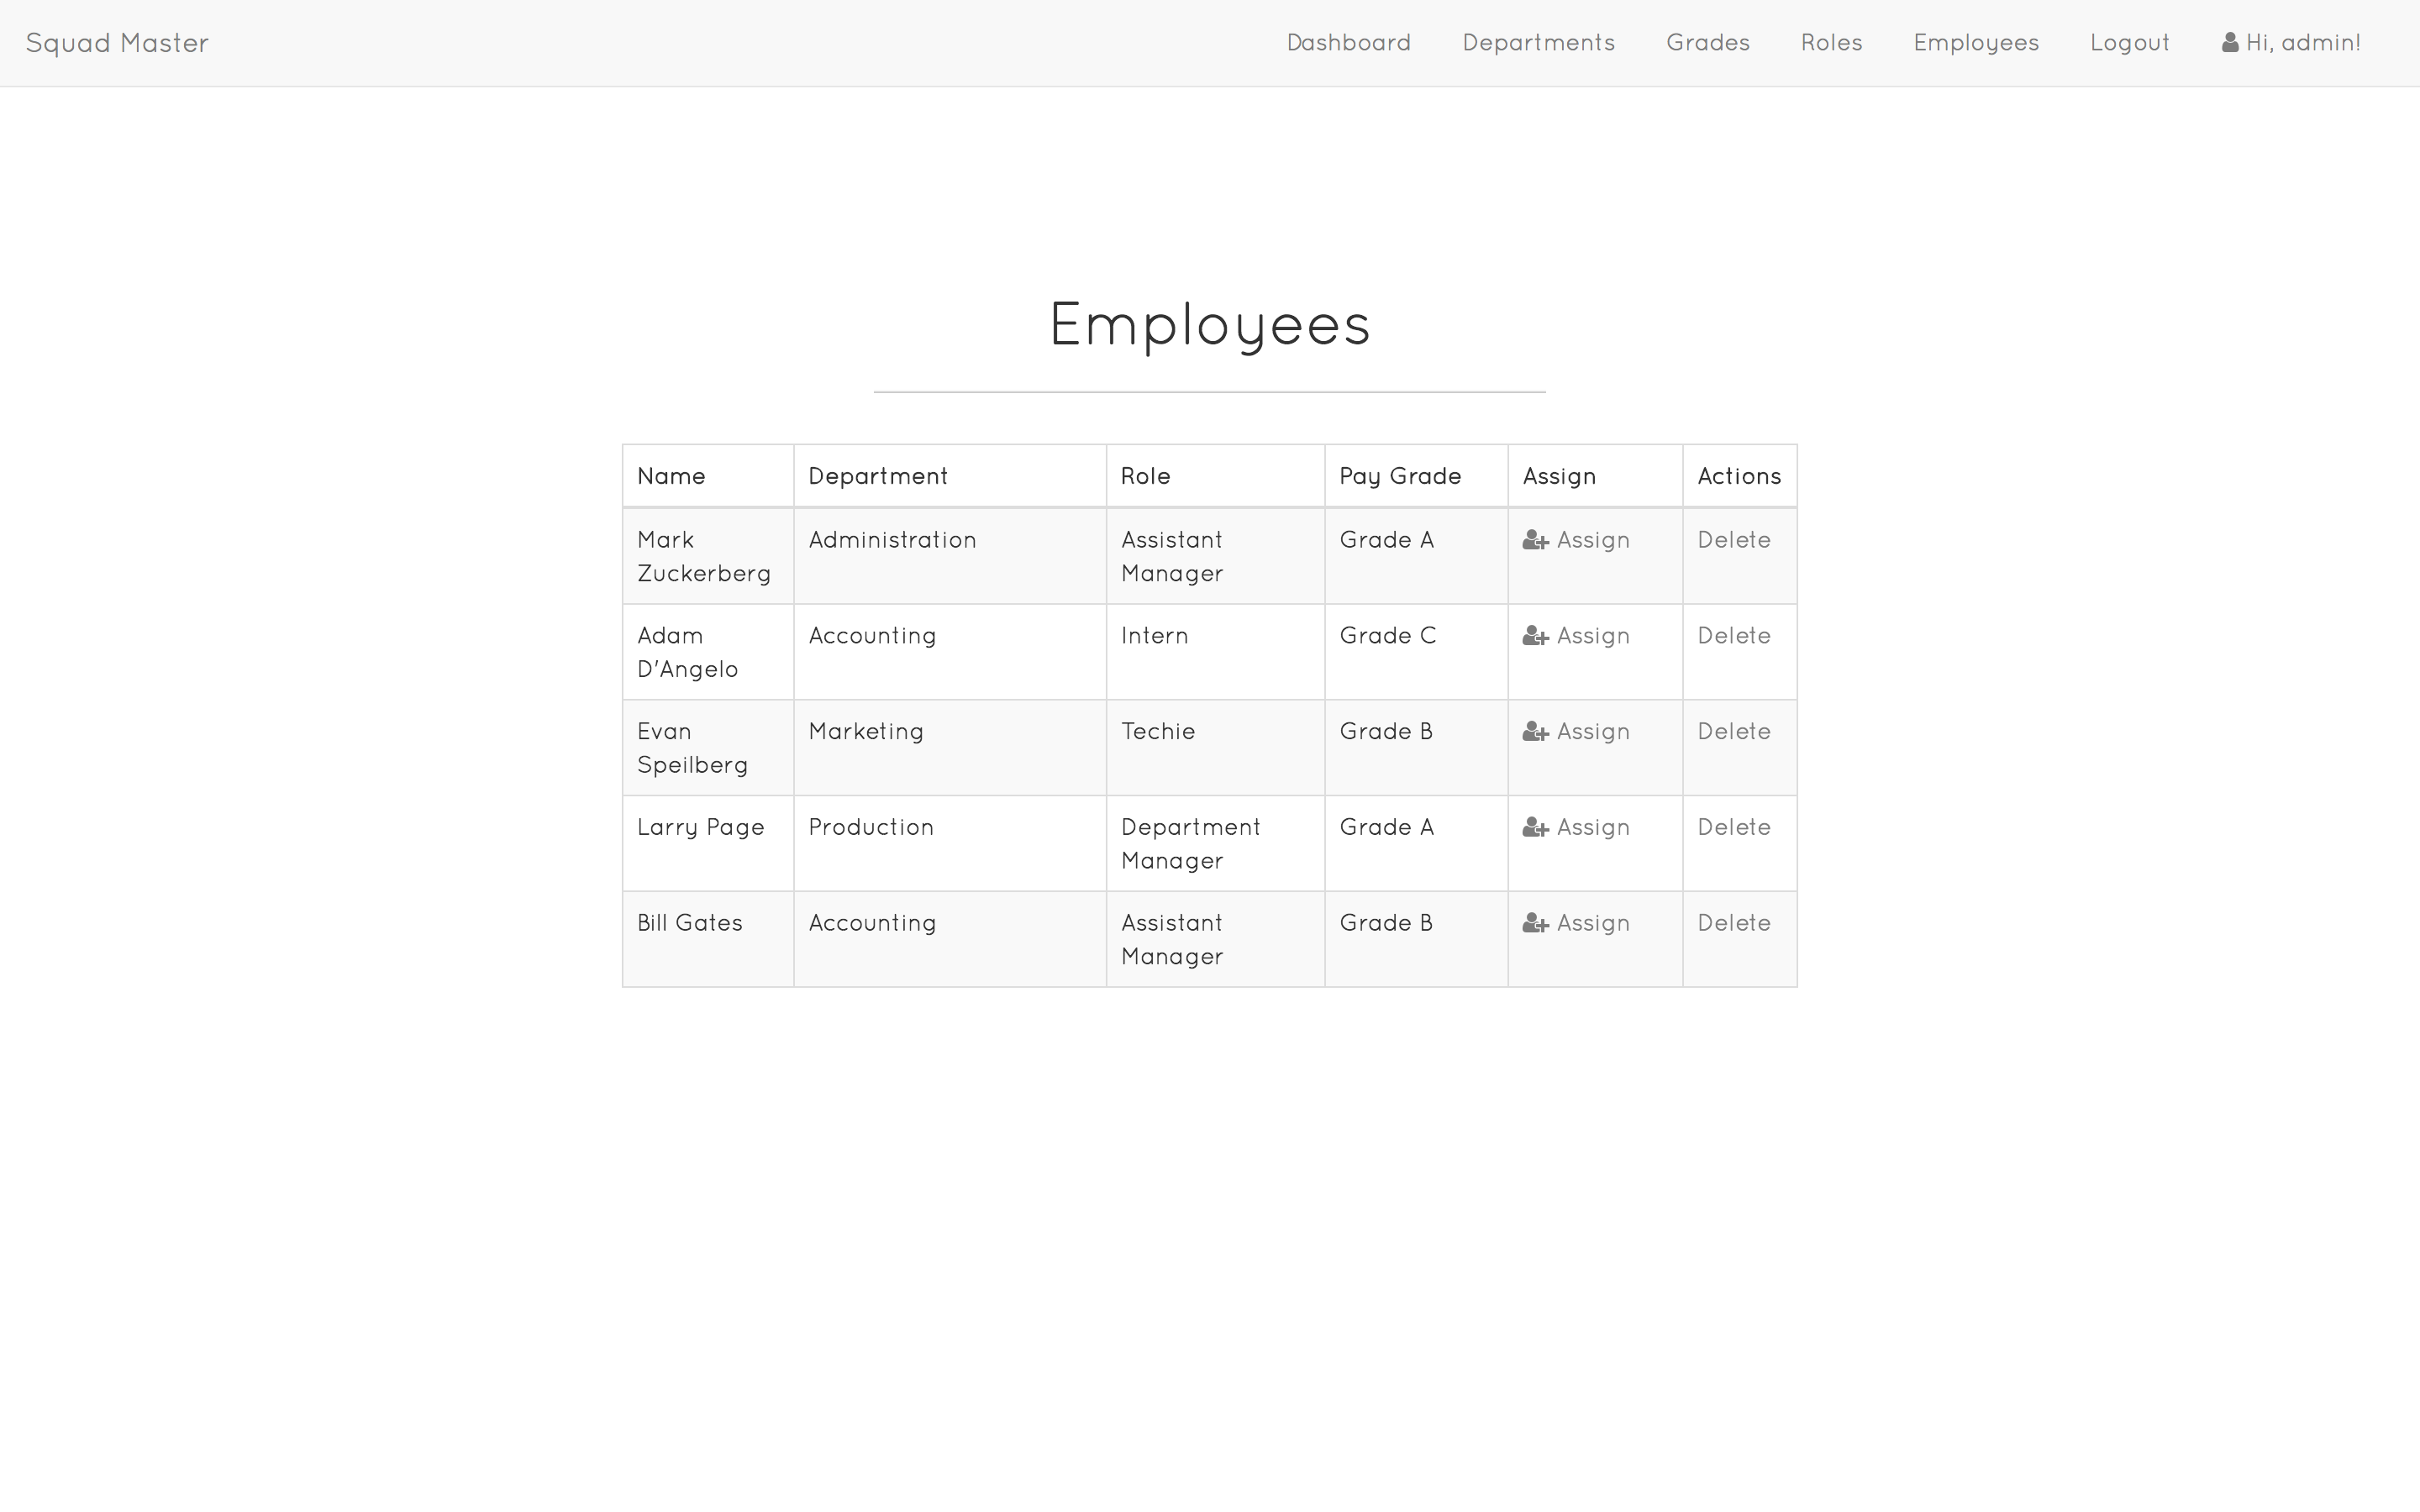 Squad Master Dashboard Departments Grades Roles Employees Logout Hi, admin!
Employees
Name Department Role Pay Grade Assign Actions
Mark Administration Assistant Grade A Assign Delete
Zuckerberg Manager
Adam Accounting Intern Grade C Assign Delete
D'Angelo
Evan Marketing Techie Grade B Assign Delete
Speilberg
Larry Page Production Department Grade A Assign Delete
Manager
Bill Gates Accounting Assistant Grade B Assign Delete
Manager